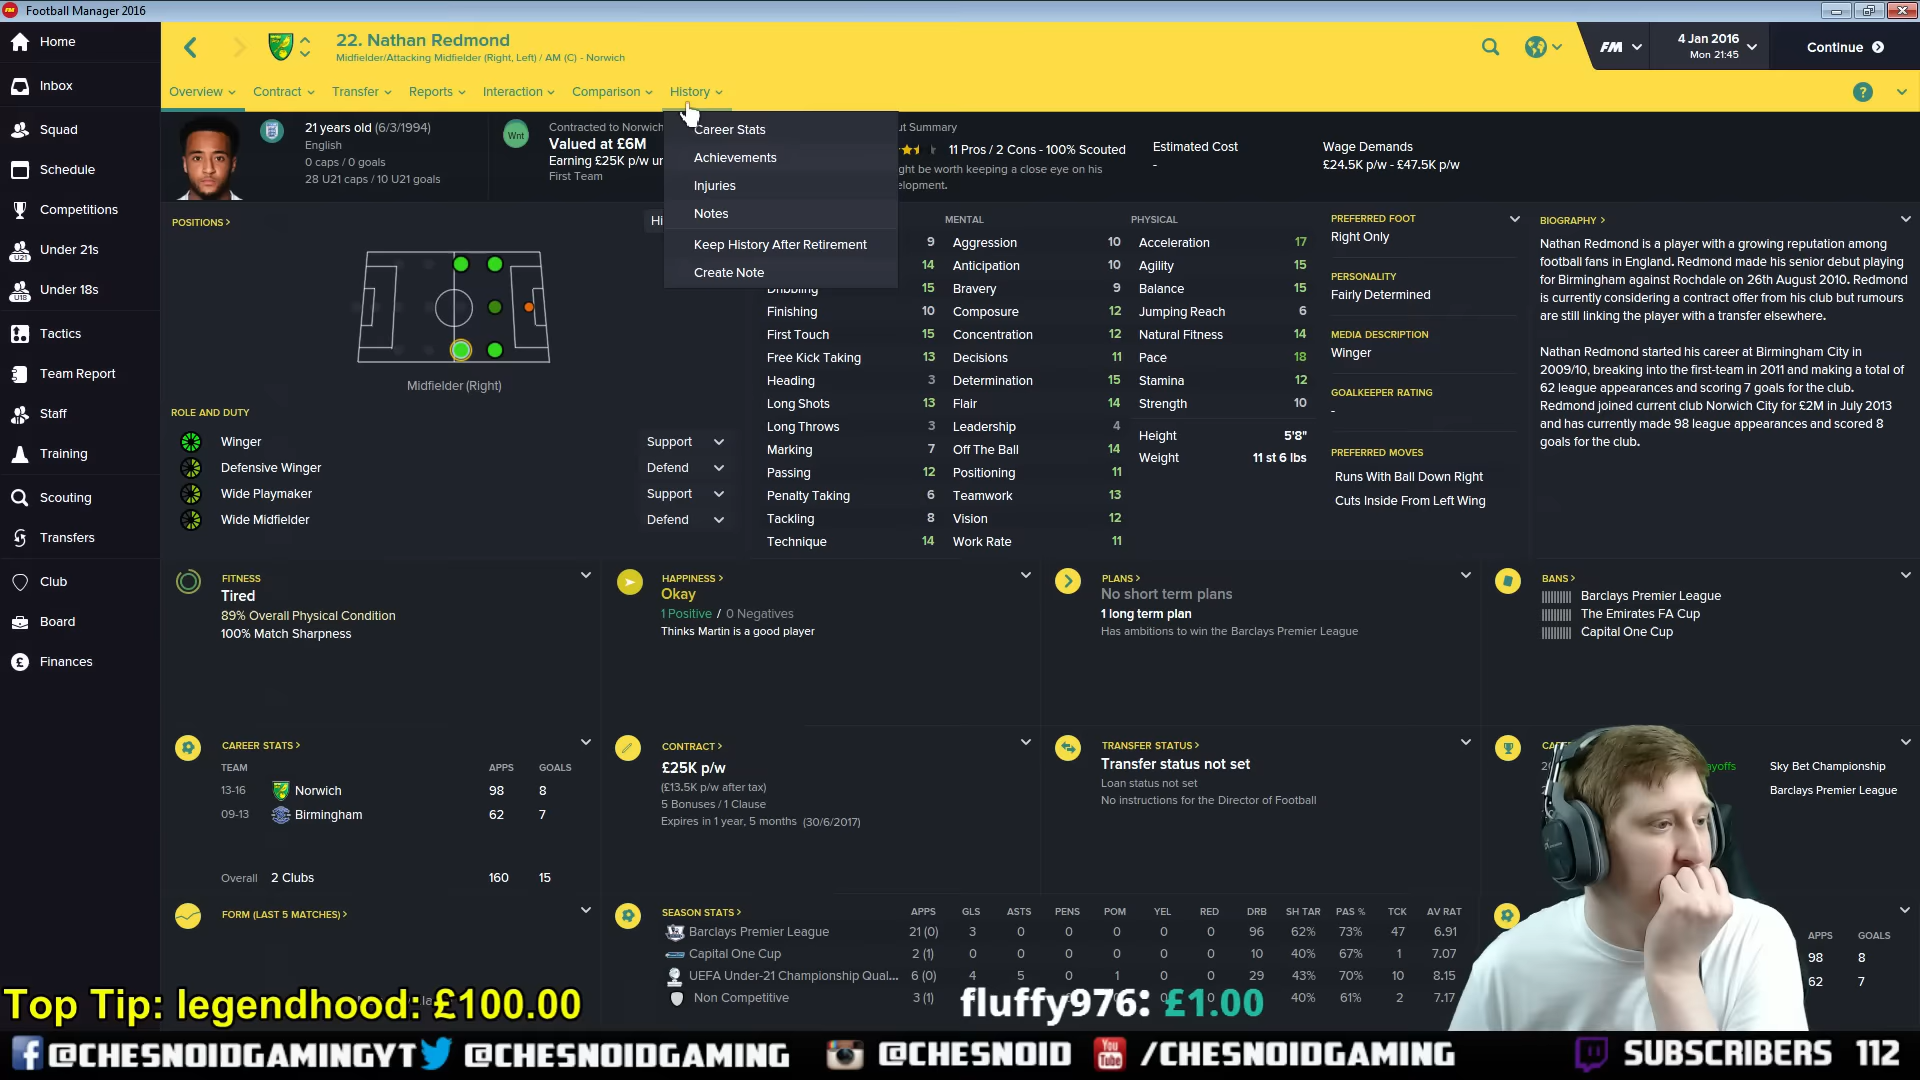 Football Manager 2016
Home
Inbox
Squad
Schedule
Competitions
Under 21s
Under 18s
Tactics
Team Report
Staff
Training
Scouting
Transfers
Club
Board
Finances
22. Nathan Redmond
Midfielder/Attacking Midfielder (Right, Left) / AM (C) - Norwich
FM
4 Jan 2016
Mon 21:45
Continue
Overview Contract Transfer Reports Interaction Comparison History
?
Career Stats
Achievements
Injuries
Notes
Keep History After Retirement
Create Note
21 years old (6/3/1994)
English
0 caps / 0 goals
28 U21 caps / 10 U21 goals
Wnt
Contracted to Norwich
Valued at £6M
Earning £25K p/w
First Team
ut Summary
11 Pros / 2 Cons - 100% Scouted
ght be worth keeping a close eye on his
elopment.
Estimated Cost
-
Wage Demands
£24.5K p/w - £47.5K p/w
POSITIONS >
Hi
Midfielder (Right)
ROLE AND DUTY
Winger Support
Defensive Winger Defend
Wide Playmaker Support
Wide Midfielder Defend
9
14
Dribbling 15
Finishing 10
First Touch 15
Free Kick Taking 13
Heading 3
Long Shots 13
Long Throws 3
Marking 7
Passing 12
Penalty Taking 6
Tackling 8
Technique 14
MENTAL
Aggression 10
Anticipation 10
Bravery 9
Composure 12
Concentration 12
Decisions 11
Determination 15
Flair 14
Leadership 4
Off The Ball 14
Positioning 11
Teamwork 13
Vision 12
Work Rate 11
PHYSICAL
Acceleration 17
Agility 15
Balance 15
Jumping Reach 6
Natural Fitness 14
Pace 18
Stamina 12
Strength 10
Height 5'8"
Weight 11 st 6 lbs
PREFERRED FOOT
Right Only
PERSONALITY
Fairly Determined
MEDIA DESCRIPTION
Winger
GOALKEEPER RATING
-
PREFERRED MOVES
Runs With Ball Down Right
Cuts Inside From Left Wing
BIOGRAPHY >
Nathan Redmond is a player with a growing reputation among
football fans in England. Redmond made his senior debut playing
for Birmingham against Rochdale on 26th August 2010. Redmond
is currently considering a contract offer from his club but rumours
are still linking the player with a transfer elsewhere.
Nathan Redmond started his career at Birmingham City in
2009/10, breaking into the first-team in 2011 and making a total of
62 league appearances and scoring 7 goals for the club.
Redmond joined current club Norwich City for £2M in July 2013
and has currently made 98 league appearances and scored 8
goals for the club.
FITNESS
Tired
89% Overall Physical Condition
100% Match Sharpness
HAPPINESS >
Okay
1 Positive / 0 Negatives
Thinks Martin is a good player
PLANS >
No short term plans
1 long term plan
Has ambitions to win the Barclays Premier League
BANS >
Barclays Premier League
The Emirates FA Cup
Capital One Cup
CAREER STATS >
TEAM APPS GOALS
13-16 Norwich 98 8
09-13 Birmingham 62 7
Overall 2 Clubs 160 15
CONTRACT >
£25K p/w
(£13.5K p/w after tax)
5 Bonuses / 1 Clause
Expires in 1 year, 5 months (30/6/2017)
TRANSFER STATUS >
Transfer status not set
Loan status not set
No instructions for the Director of Football
ayoffs Sky Bet Championship
Barclays Premier League
FORM (LAST 5 MATCHES) >
SEASON STATS > APPS GLS ASTS PENS POM YEL RED DRB SH TAR PAS % TCK AV RAT
Barclays Premier League 21 (0) 3 0 0 0 0 0 96 62% 73% 47 6.91
Capital One Cup 2 (1) 0 0 0 0 0 0 10 40% 67% 1 7.07
UEFA Under-21 Championship Qual... 6 (0) 4 5 0 1 0 0 29 43% 70% 10 8.15
Non Competitive 3 (1) 40% 61% 2 7.17
APPS GOALS
98 8
62 7
Top Tip: legendhood: £100.00
fluffy976: £1.00
@CHESNOIDGAMINGYT @CHESNOIDGAMING @CHESNOID You Tube /CHESNOIDGAMING SUBSCRIBERS 112